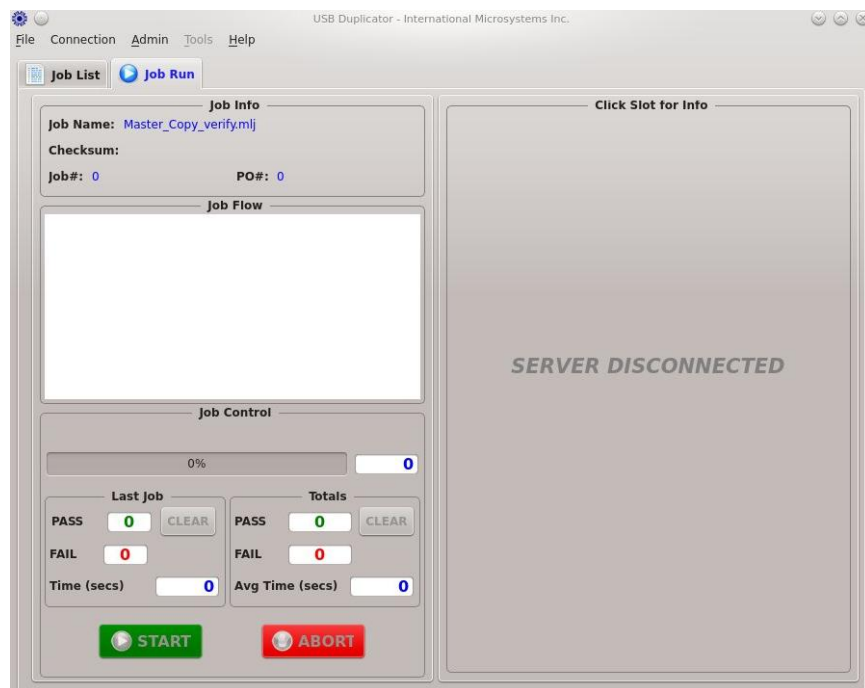 USB Duplicator - International Microsystems Inc.
File Connection Admin Tools Help
Job List Job Run
Job Info
Job Name: Master_Copy_verify.mlj
Checksum:
Job#: 0 PO#: 0
Job Flow
Job Control
0% 0
Last Job
PASS 0 CLEAR
FAIL 0
Time (secs) 0
Totals
PASS 0 CLEAR
FAIL 0
Avg Time (secs) 0
START ABORT
Click Slot for Info
SERVER DISCONNECTED